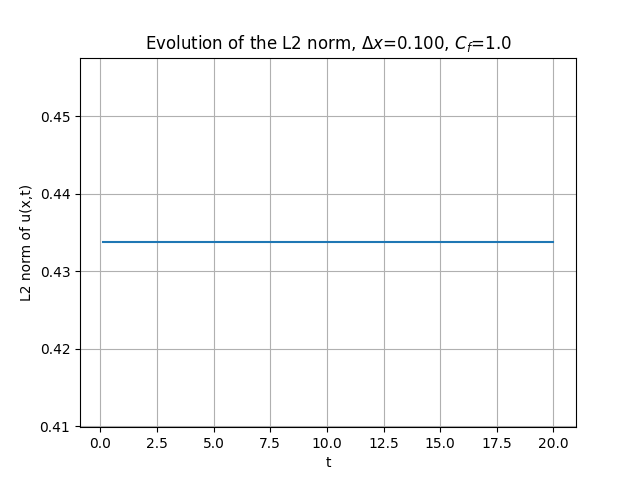 Evolution of the L2 norm, Δx=0.100, C_f=1.0
L2 norm of u(x,t)
0.45
0.44
0.43
0.42
0.41
0.0 2.5 5.0 7.5 10.0 12.5 15.0 17.5 20.0
t